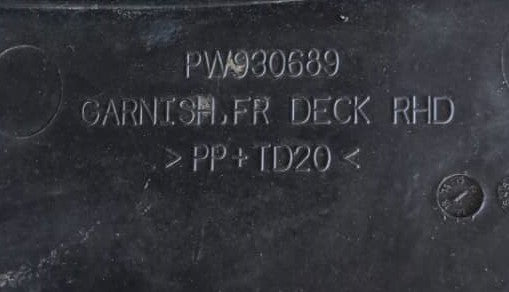 PW930689
GARNISH,FR DECK RHD
>PP+TD20<